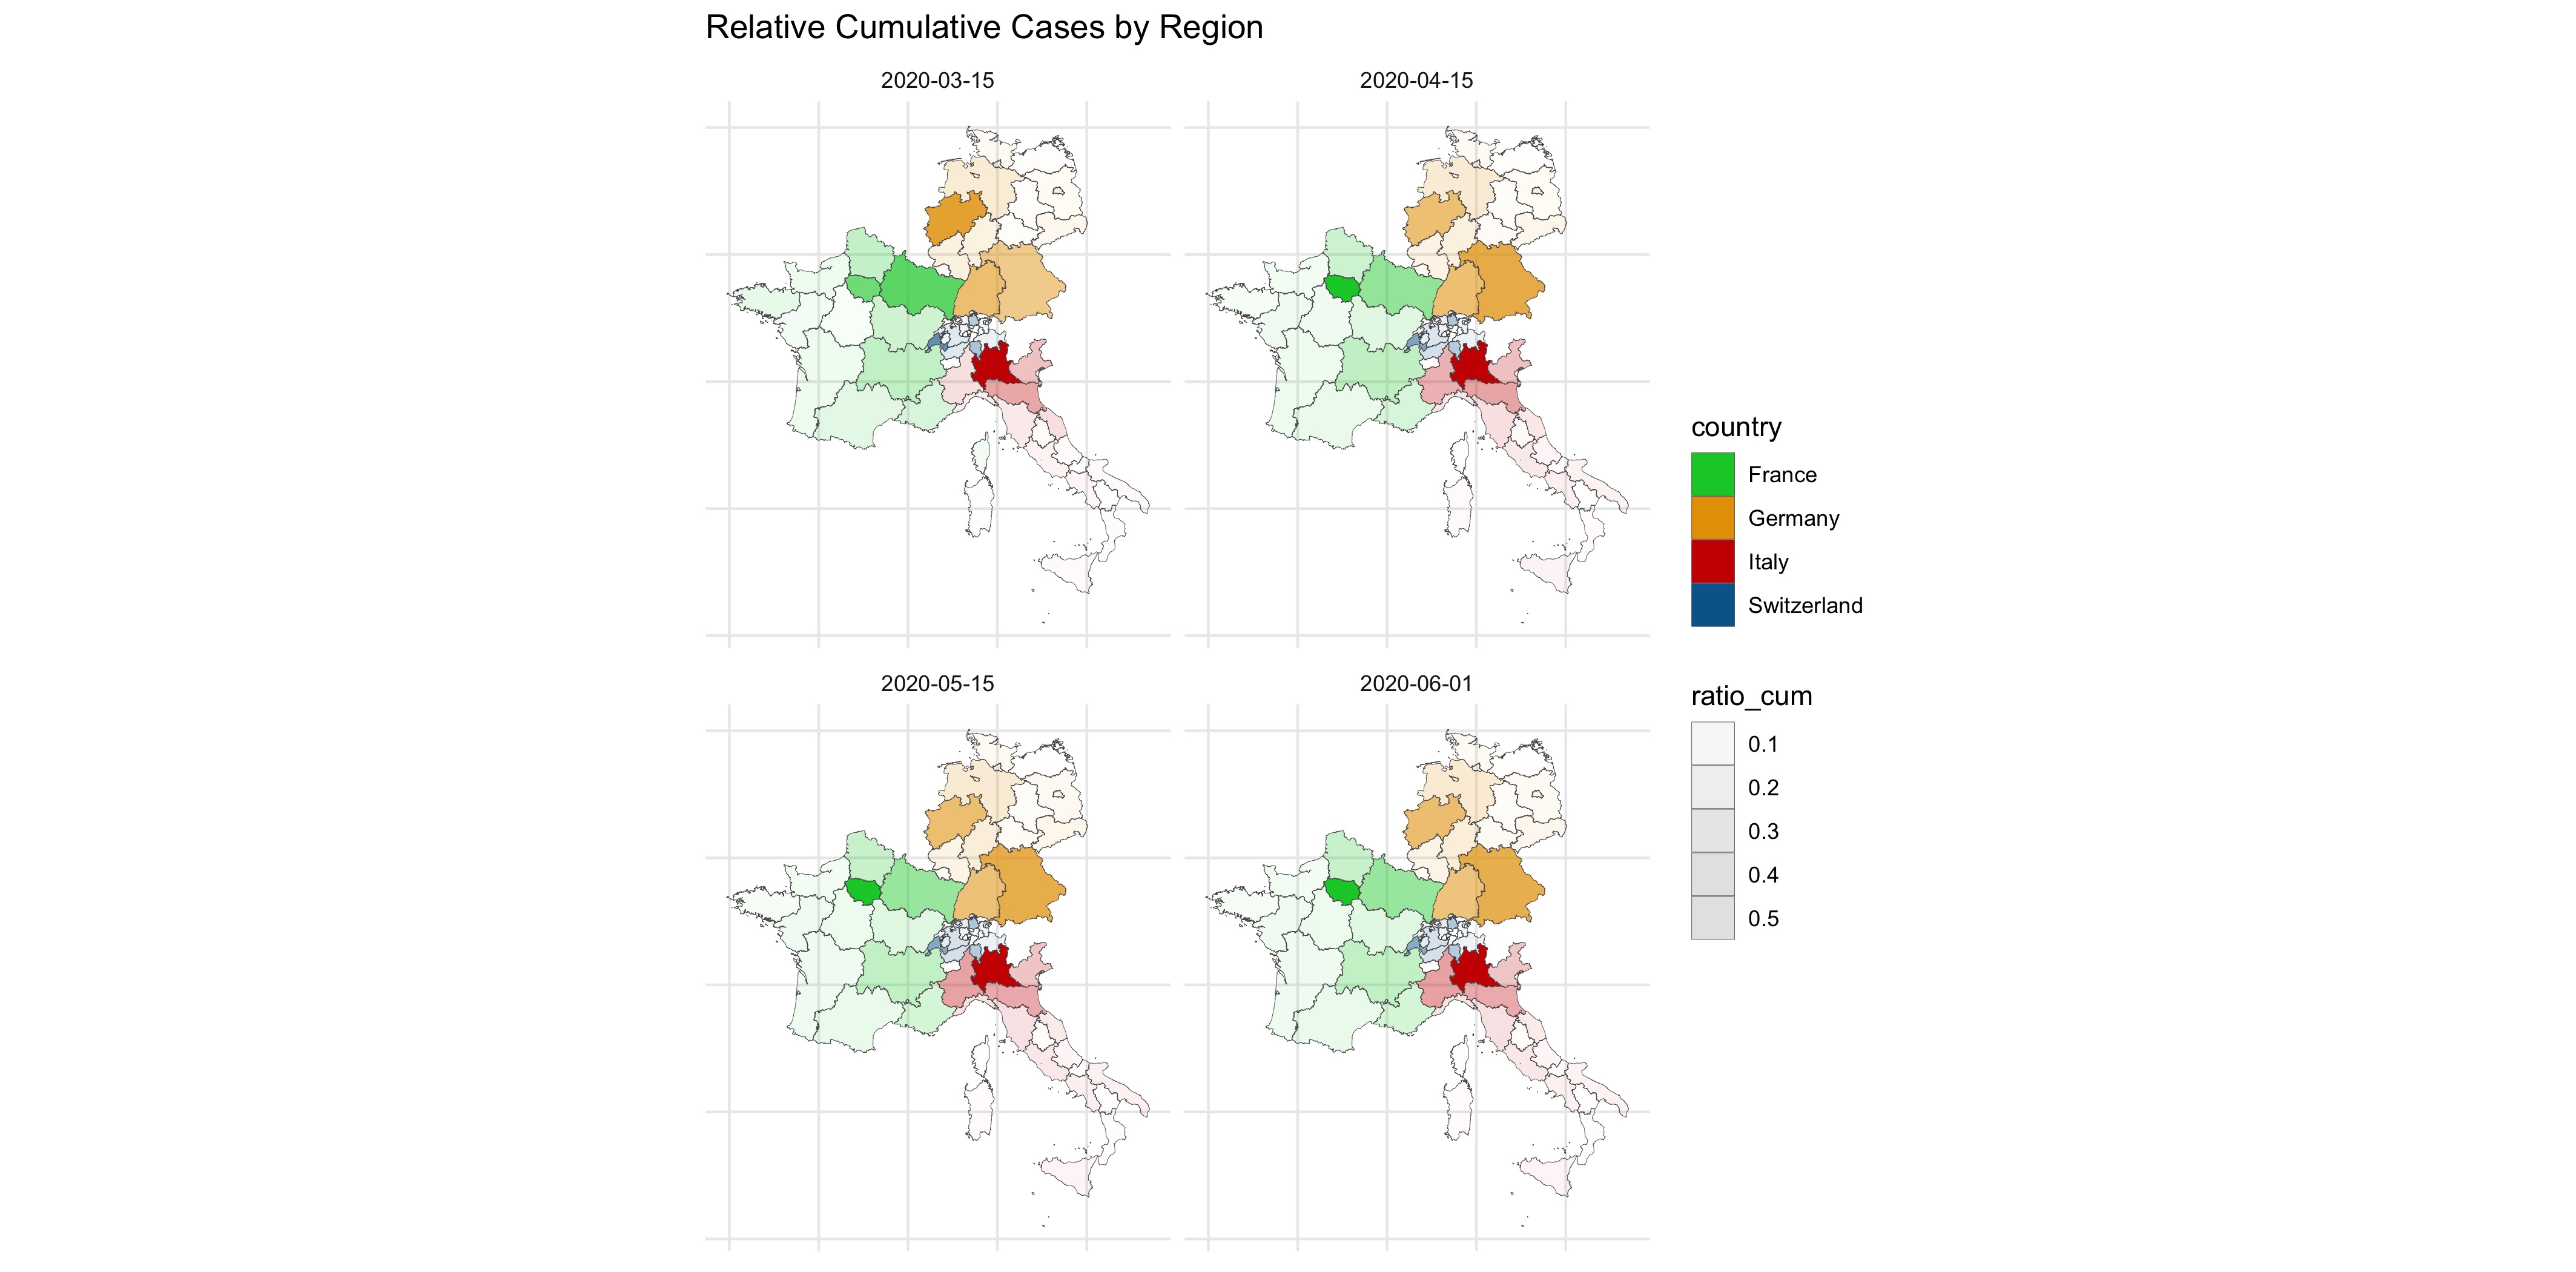 Relative Cumulative Cases by Region
2020-03-15
2020-04-15
2020-05-15
2020-06-01
country
France
Germany
Italy
Switzerland
ratio_cum
0.1
0.2
0.3
0.4
0.5